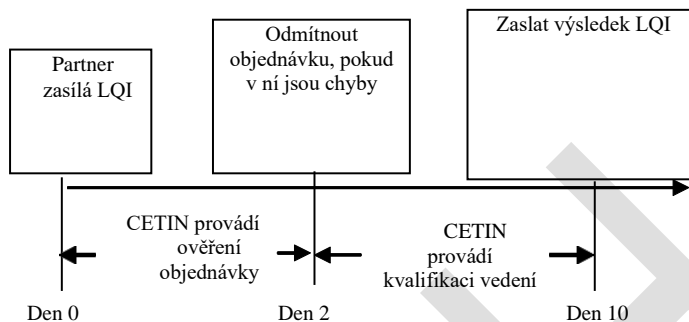 Partner
zasílá LQI
Odmítnout
objednávku, pokud
v ní jsou chyby
Zaslat výsledek LQI
CETIN provádí
ověření
objednávky
CETIN
provádí
kvalifikaci vedení
Den 0
Den 2
Den 10